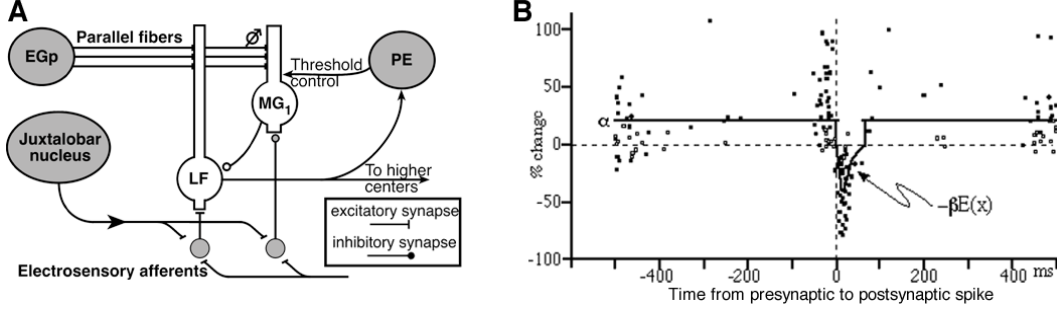 A
EGp
Parallel fibers
PE
Threshold
control
MG1
Juxtalobar
nucleus
LF
To higher
centers
excitatory synapse
inhibitory synapse
Electrosensory afferents
B
% change
100
50
0
-50
-100
α
-βE(x)
-400
-200
0
200
400
ms
Time from presynaptic to postsynaptic spike